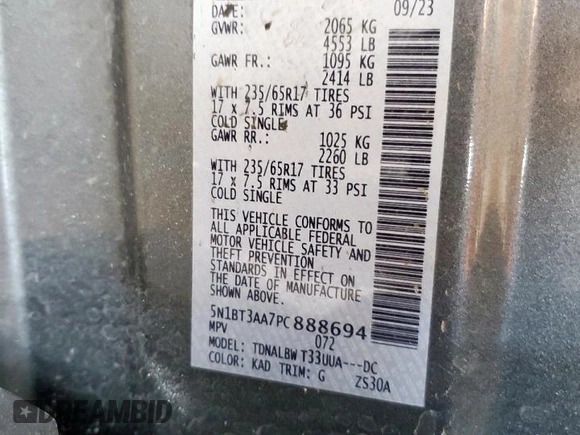 DATE: 09/23
GVWR: 2065 KG
4553 LB
GAWR FR.: 1095 KG
2414 LB
WITH 235/65R17 TIRES
17 x 7.5 RIMS AT 36 PSI
COLD SINGLE
GAWR RR.: 1025 KG
2260 LB
WITH 235/65R17 TIRES
17 x 7.5 RIMS AT 33 PSI
COLD SINGLE
THIS VEHICLE CONFORMS TO
ALL APPLICABLE FEDERAL
MOTOR VEHICLE SAFETY AND
THEFT PREVENTION
STANDARDS IN EFFECT ON
THE DATE OF MANUFACTURE
SHOWN ABOVE.
5N1BT3AA7PC888694
MPV 072
MODEL: TDNALBW T33UUA---DC
COLOR: KAD TRIM: G ZS30A
DREAMBID